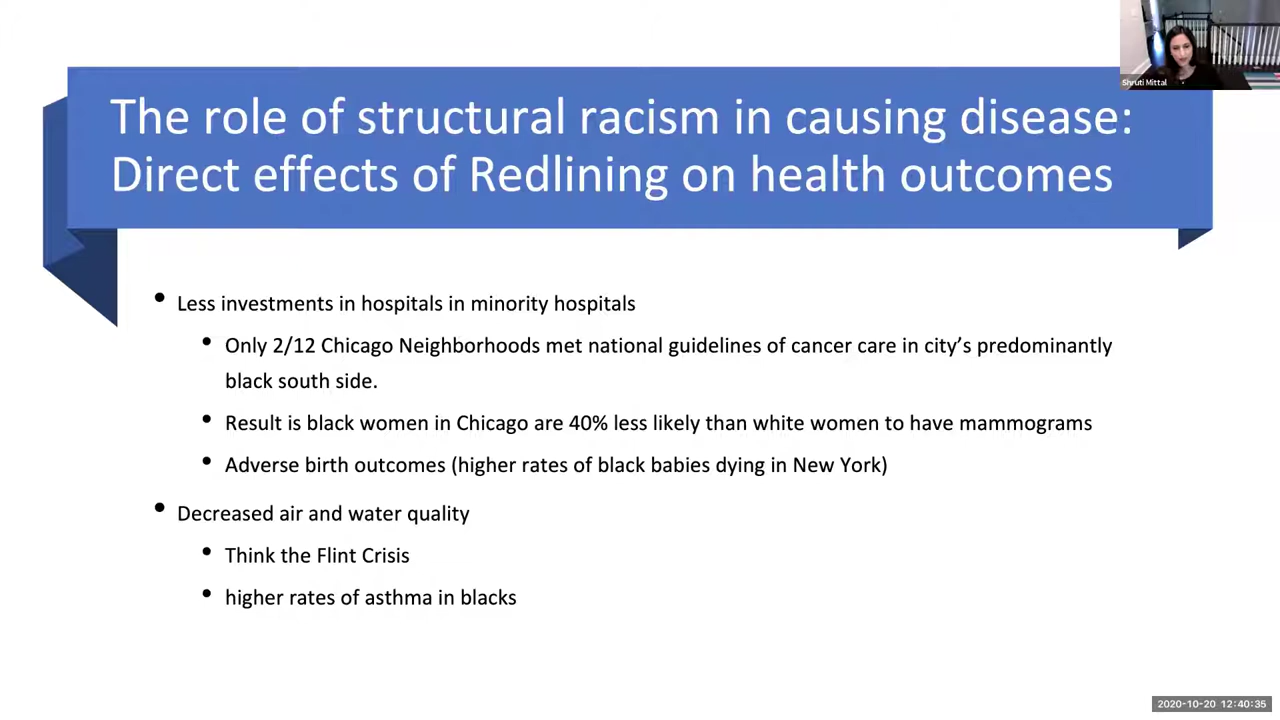 Shruti Mittal
The role of structural racism in causing disease:
Direct effects of Redlining on health outcomes
• Less investments in hospitals in minority hospitals
• Only 2/12 Chicago Neighborhoods met national guidelines of cancer care in city’s predominantly
black south side.
• Result is black women in Chicago are 40% less likely than white women to have mammograms
• Adverse birth outcomes (higher rates of black babies dying in New York)
• Decreased air and water quality
• Think the Flint Crisis
• higher rates of asthma in blacks
2020-10-20 12:40:35